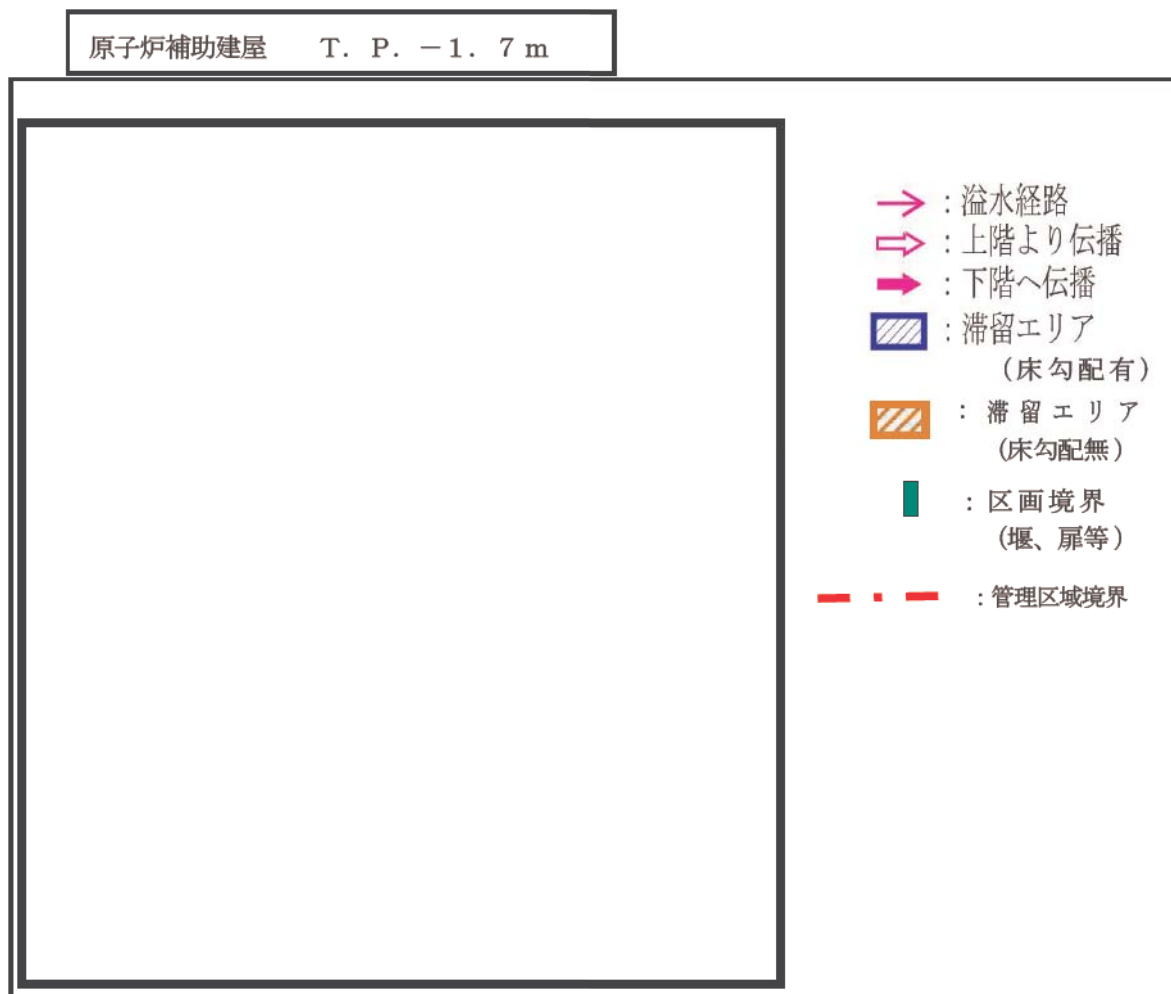 原子炉補助建屋　　Ｔ．Ｐ．－１．７ｍ
：溢水経路
：上階より伝播
：下階へ伝播
：滞留エリア
（床勾配有）
：滞留エリア
（床勾配無）
：区画境界
（堰、扉等）
：管理区域境界